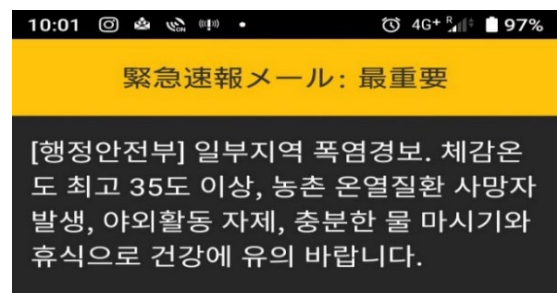 10:01 4G+ R 97%
緊急速報メール: 最重要
[행정안전부] 일부지역 폭염경보. 체감온
도 최고 35도 이상, 농촌 온열질환 사망자
발생, 야외활동 자제, 충분한 물 마시기와
휴식으로 건강에 유의 바랍니다.